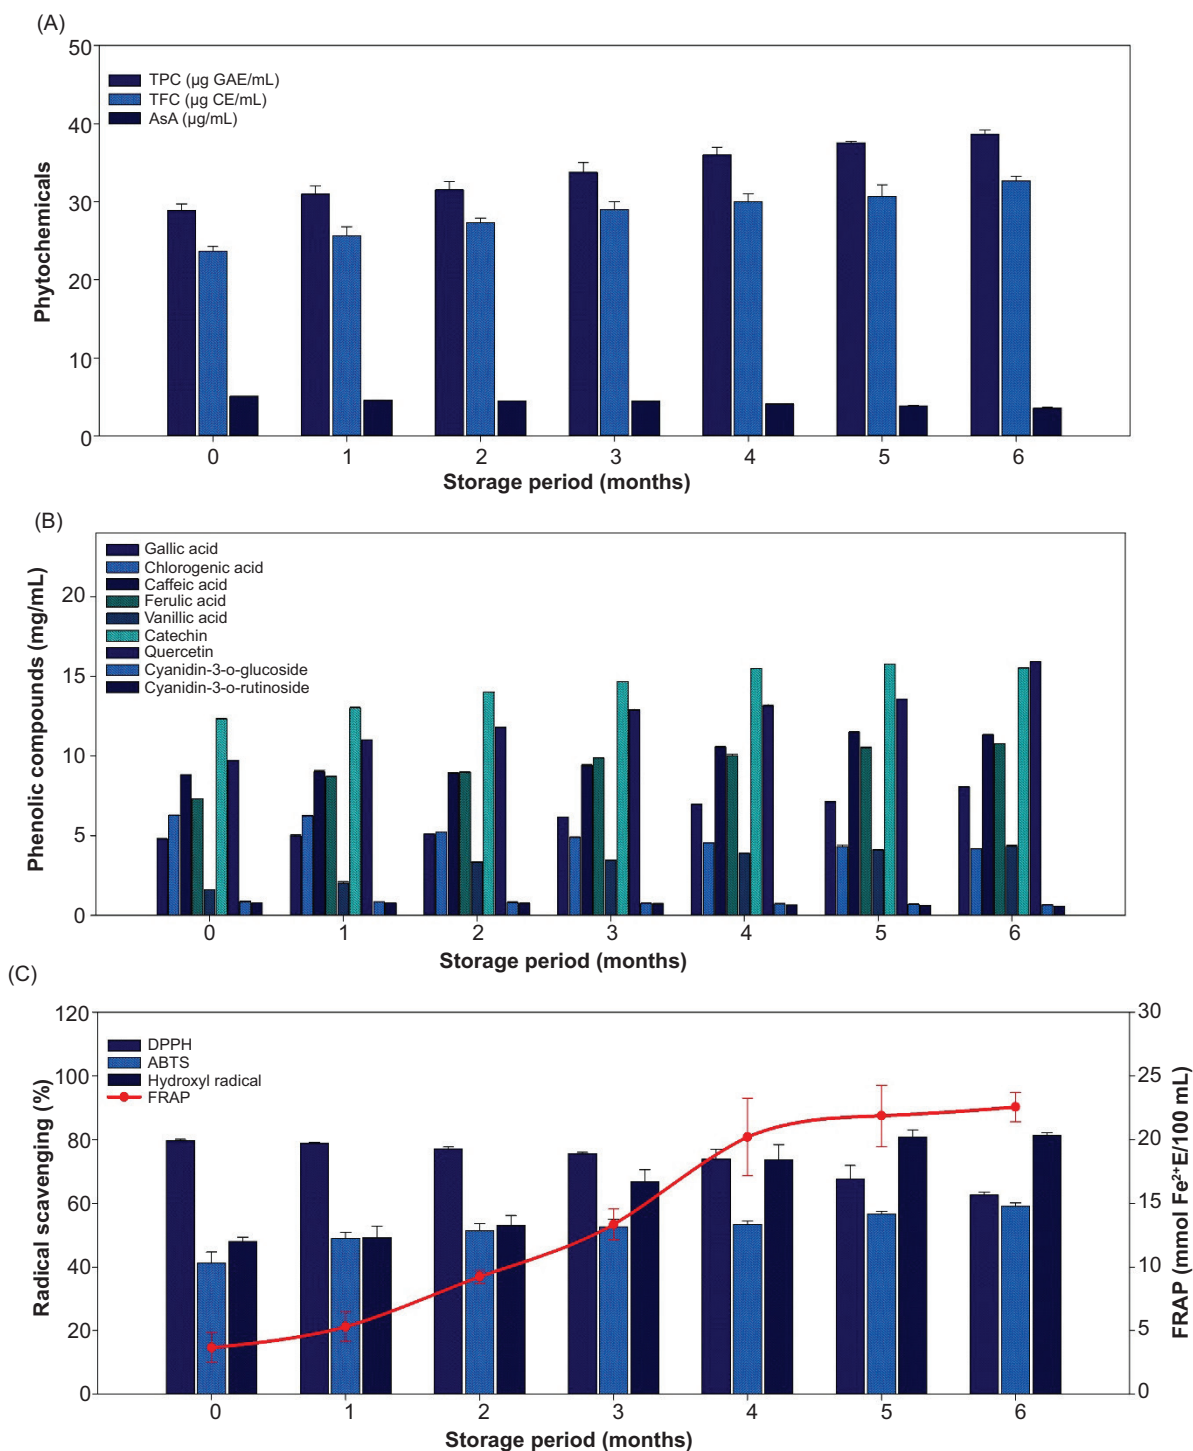 (A)
50
40
30
20
10
0
Phytochemicals
TPC (µg GAE/mL)
TFC (µg CE/mL)
AsA (µg/mL)
0 1 2 3 4 5 6
Storage period (months)
(B)
20
15
10
5
0
Phenolic compounds (mg/mL)
Gallic acid
Chlorogenic acid
Caffeic acid
Ferulic acid
Vanillic acid
Catechin
Quercetin
Cyanidin-3-o-glucoside
Cyanidin-3-o-rutinoside
0 1 2 3 4 5 6
Storage period (months)
(C)
120
100
80
60
40
20
0
Radical scavenging (%)
DPPH
ABTS
Hydroxyl radical
FRAP
30
25
20
15
10
5
0
FRAP (mmol Fe²⁺E/100 mL)
0 1 2 3 4 5 6
Storage period (months)